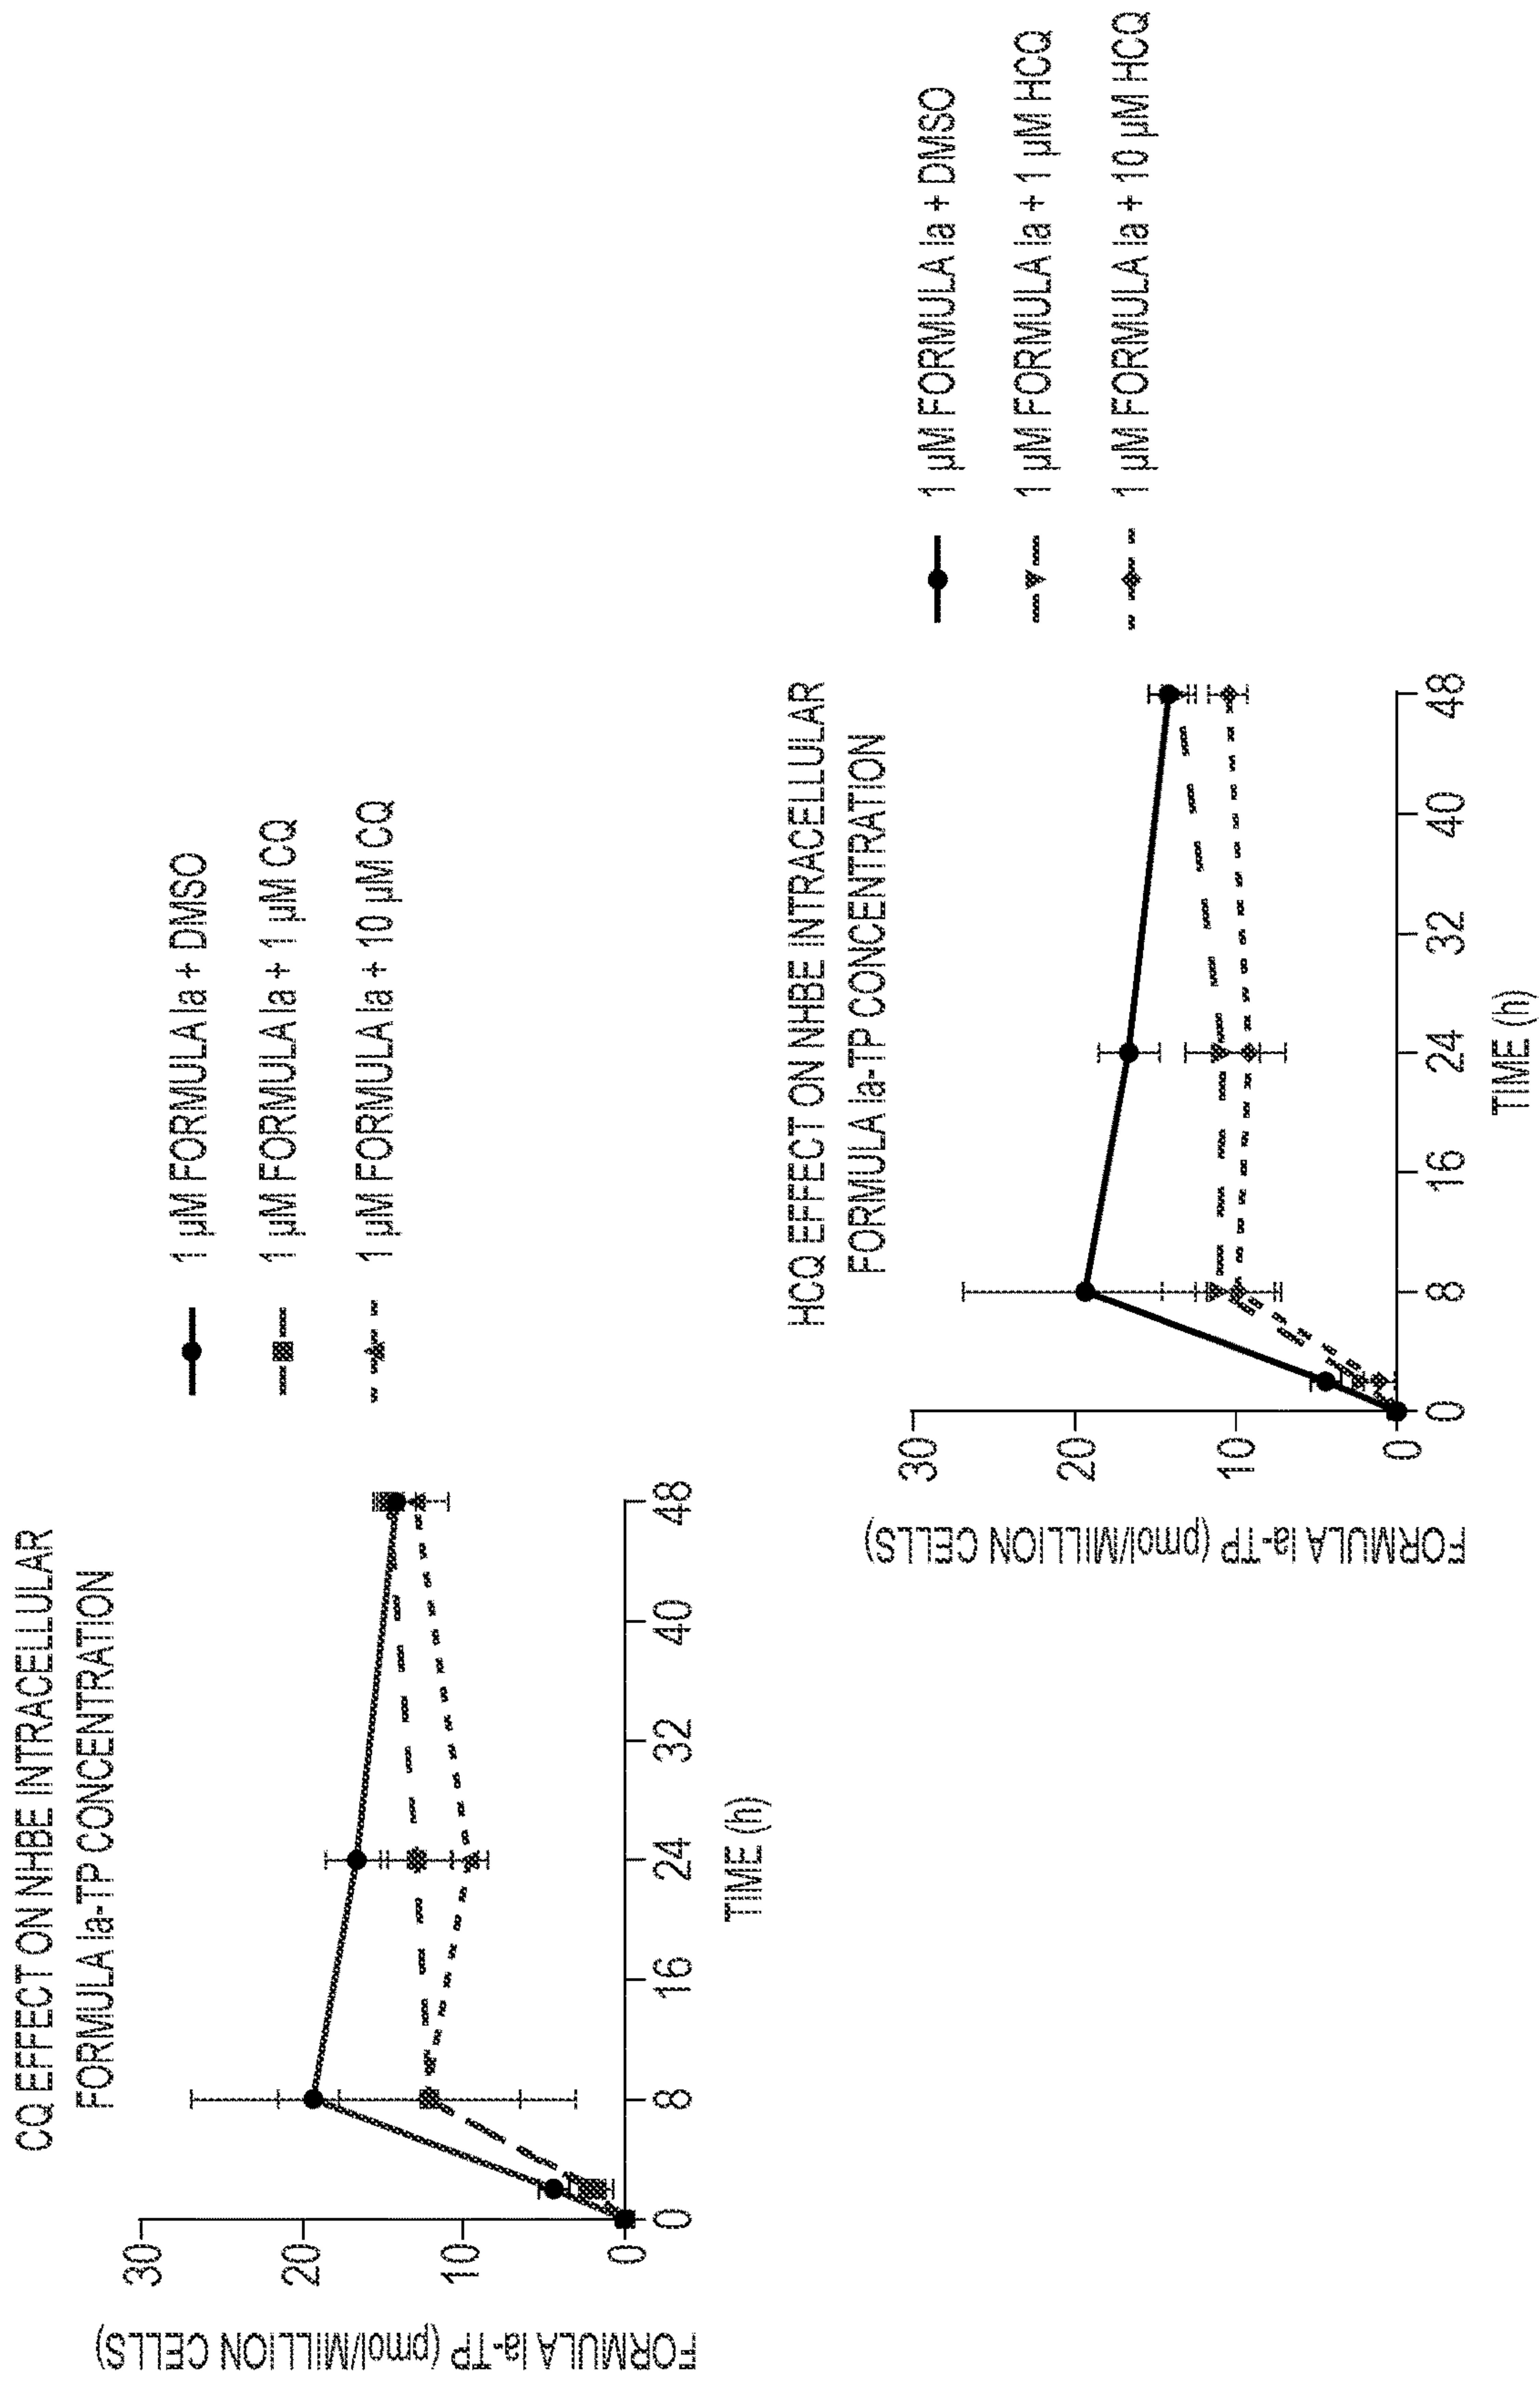 CQ EFFECT ON NHBE INTRACELLULAR
FORMULA Ia-TP CONCENTRATION
FORMULA Ia-TP (pmol/MILLION CELLS)
30
20
10
0
0
8
16
24
32
40
48
TIME (h)
1 µM FORMULA Ia + DMSO
1 µM FORMULA Ia + 1 µM CQ
1 µM FORMULA Ia + 10 µM CQ
HCQ EFFECT ON NHBE INTRACELLULAR
FORMULA Ia-TP CONCENTRATION
FORMULA Ia-TP (pmol/MILLION CELLS)
30
20
10
0
0
8
16
24
32
40
48
TIME (h)
1 µM FORMULA Ia + DMSO
1 µM FORMULA Ia + 1 µM HCQ
1 µM FORMULA Ia + 10 µM HCQ